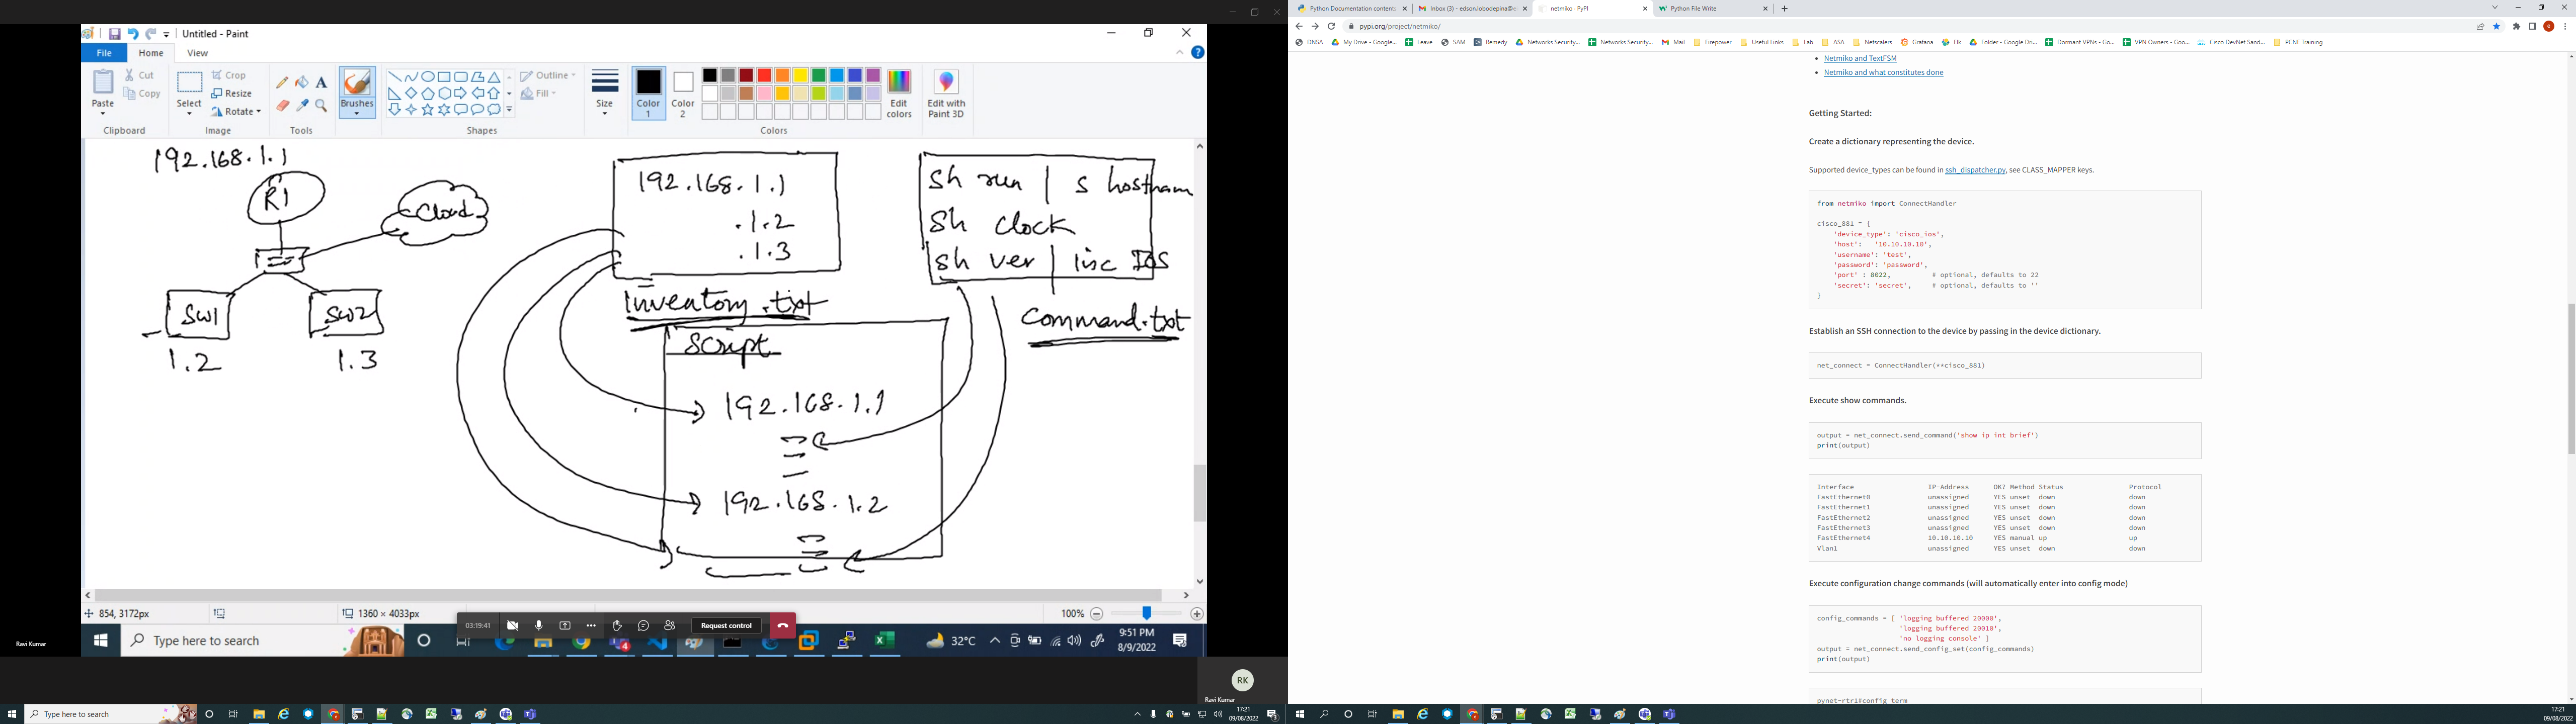 Untitled - Paint
File
Home
View
Paste
Cut
Copy
Clipboard
Select
Crop
Resize
Rotate
Image
Tools
Brushes
Shapes
Outline
Fill
Size
Color 1
Color 2
Colors
Edit colors
Edit with Paint 3D
192.168.1.1
R1
Cloud
SW1
SW2
1.2
1.3
192.168.1.1
.1.2
.1.3
Inventory.txt
Sh run | s hostnam
Sh clock
Sh ver | inc IOS
Command.txt
Script
192.168.1.1
192.168.1.2
854, 3172px
1360 × 4033px
100%
03:19:41
Request control
Type here to search
32°C
9:51 PM
8/9/2022
Ravi Kumar
RK
Ravi Kumar
Type here to search
17:21
09/08/2022
Python Documentation content
Inbox (3) - edson.lobodepina@
netmiko · PyPI
Python File Write
pypi.org/project/netmiko/
DNSA
My Drive - Google...
Leave
SAM
Remedy
Networks Security...
Networks Security...
Mail
Firepower
Useful Links
Lab
ASA
Netscalers
Grafana
Elk
Folder - Google Dri...
Dormant VPNs - Go...
VPN Owners - Goo...
Cisco DevNet Sand...
PCNE Training
Netmiko and TextFSM
Netmiko and what constitutes done
Getting Started:
Create a dictionary representing the device.
Supported device_types can be found in ssh_dispatcher.py, see CLASS_MAPPER keys.
from netmiko import ConnectHandler
cisco_881 = {
'device_type': 'cisco_ios',
'host': '10.10.10.10',
'username': 'test',
'password': 'password',
'port' : 8022, # optional, defaults to 22
'secret': 'secret', # optional, defaults to ''
}
Establish an SSH connection to the device by passing in the device dictionary.
net_connect = ConnectHandler(**cisco_881)
Execute show commands.
output = net_connect.send_command('show ip int brief')
print(output)
Interface IP-Address OK? Method Status Protocol
FastEthernet0 unassigned YES unset down down
FastEthernet1 unassigned YES unset down down
FastEthernet2 unassigned YES unset down down
FastEthernet3 unassigned YES unset down down
FastEthernet4 10.10.10.10 YES manual up up
Vlan1 unassigned YES unset down down
Execute configuration change commands (will automatically enter into config mode)
config_commands = [ 'logging buffered 20000',
'logging buffered 20010',
'no logging console' ]
output = net_connect.send_config_set(config_commands)
print(output)
pynet-rtr1#config term
Type here to search
17:21
09/08/2022